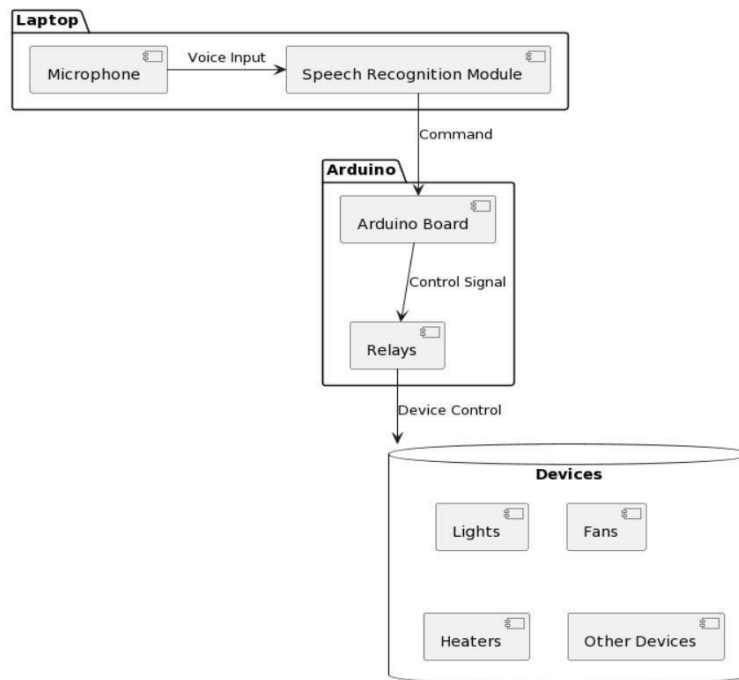 Laptop
Microphone
Voice Input
Speech Recognition Module
Command
Arduino
Arduino Board
Control Signal
Relays
Device Control
Devices
Lights
Fans
Heaters
Other Devices